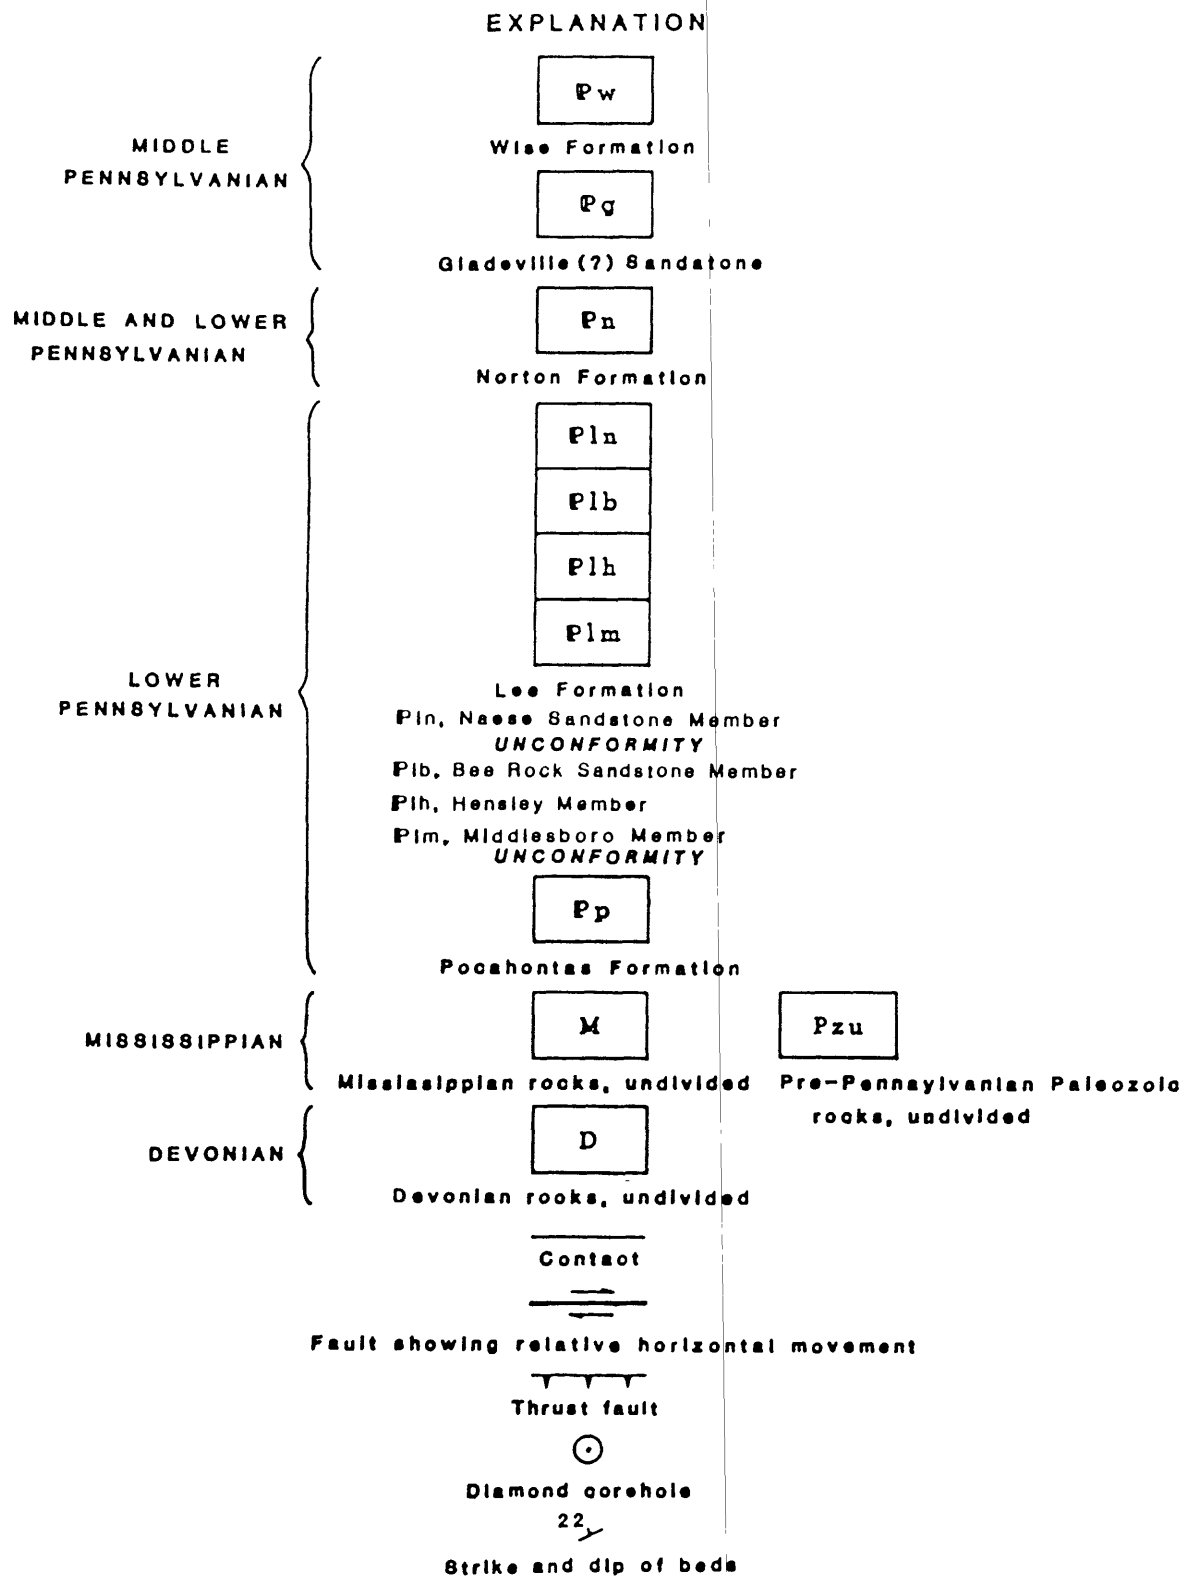 EXPLANATION
Pw
Wise Formation
MIDDLE
PENNSYLVANIAN
Pg
Gladeville (?) Sandstone
MIDDLE AND LOWER
PENNSYLVANIAN
Pn
Norton Formation
Pln
Plb
Plh
Plm
LOWER
PENNSYLVANIAN
Lee Formation
Pln, Naese Sandstone Member
UNCONFORMITY
Plb, Bee Rock Sandstone Member
Plh, Hensley Member
Plm, Middlesboro Member
UNCONFORMITY
Pp
Pocahontas Formation
MISSISSIPPIAN
M
Pzu
Mississippian rocks, undivided
Pre-Pennsylvanian Paleozoic
rocks, undivided
DEVONIAN
D
Devonian rocks, undivided
Contact
Fault showing relative horizontal movement
Thrust fault
Diamond corehole
22
Strike and dip of beds